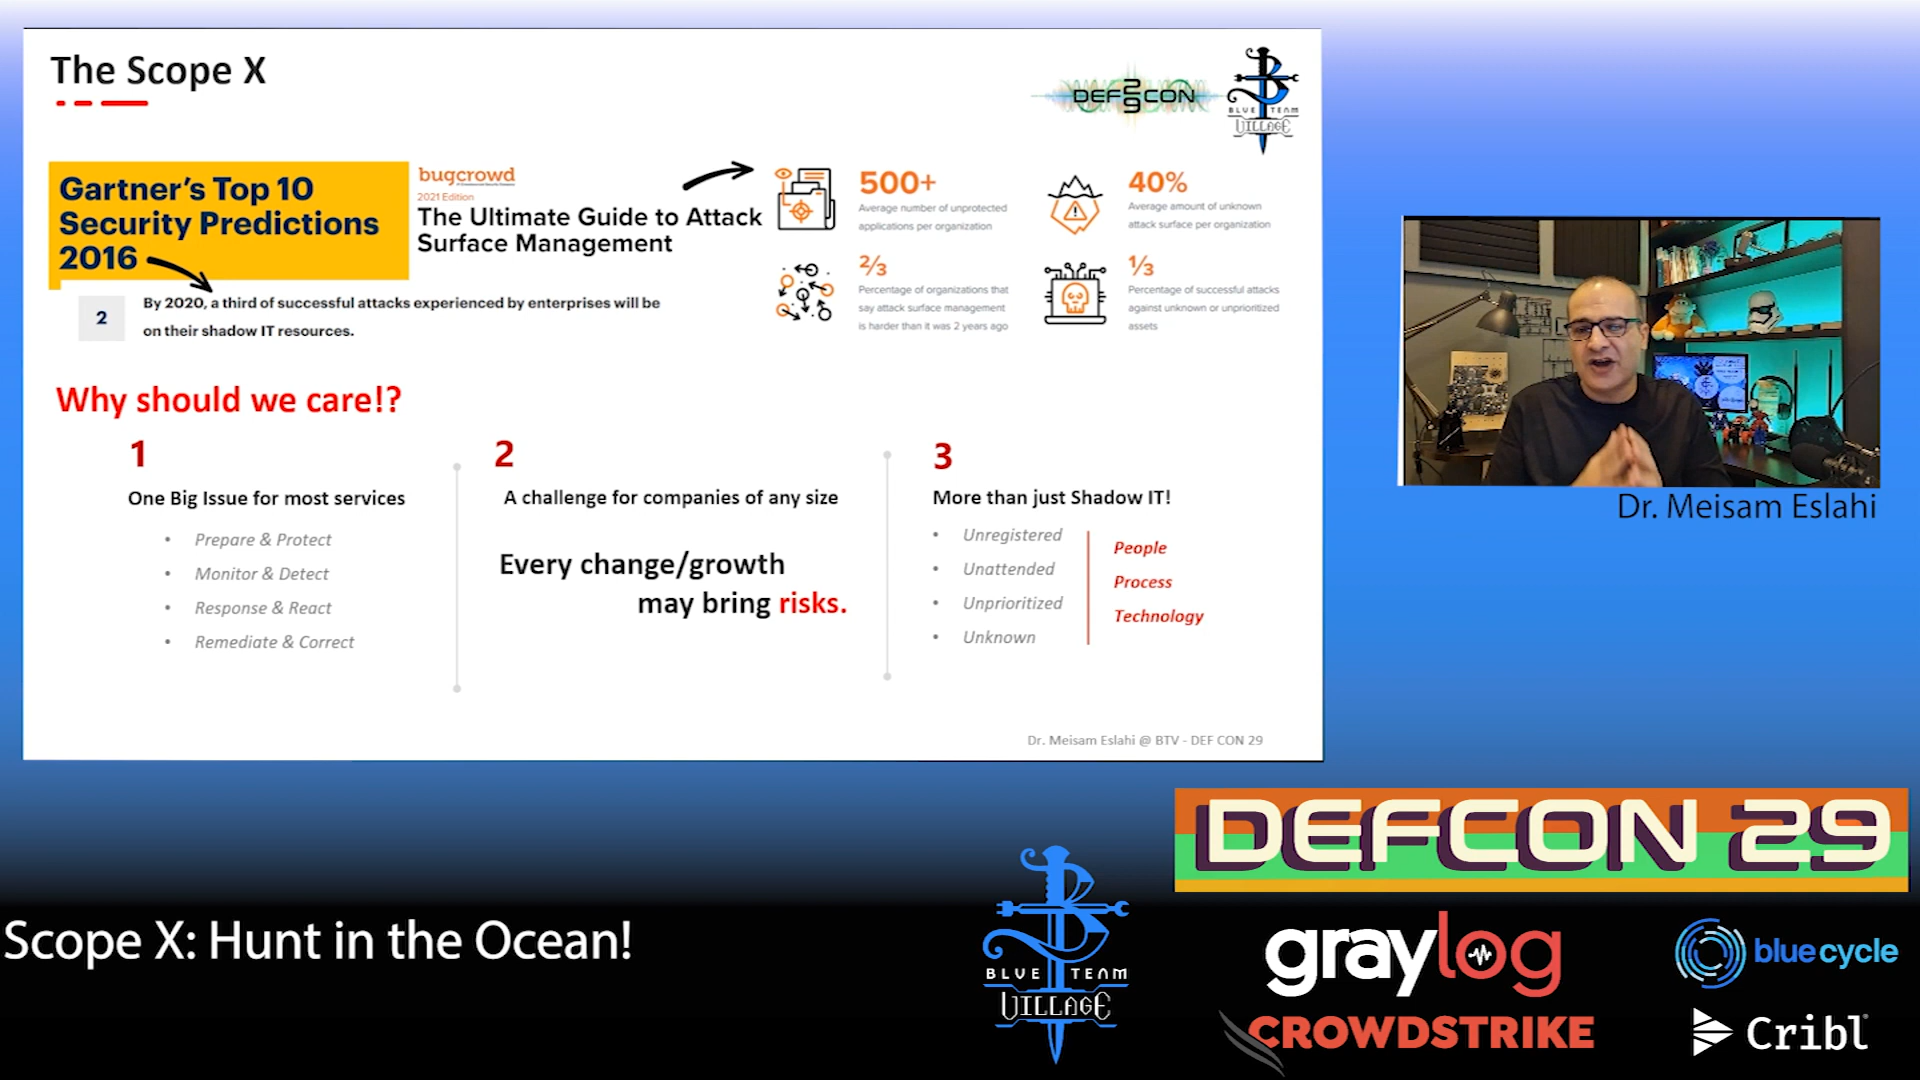 The Scope X
DEF CON 29
BLUE TEAM
VILLAGE
Gartner's Top 10
Security Predictions
2016
bugcrowd
2021 Edition
The Ultimate Guide to Attack
Surface Management
500+
Average number of unprotected
applications per organization
40%
Average amount of unknown
attack surface per organization
⅔
Percentage of organizations that
say attack surface management
is harder than it was 2 years ago
⅓
Percentage of successful attacks
against unknown or unprioritized
assets
2
By 2020, a third of successful attacks experienced by enterprises will be
on their shadow IT resources.
Why should we care!?
1
One Big Issue for most services
• Prepare & Protect
• Monitor & Detect
• Response & React
• Remediate & Correct
2
A challenge for companies of any size
Every change/growth
may bring risks.
3
More than just Shadow IT!
• Unregistered
• Unattended
• Unprioritized
• Unknown
People
Process
Technology
Dr. Meisam Eslahi @ BTV - DEF CON 29
Dr. Meisam Eslahi
DEFCON 29
Scope X: Hunt in the Ocean!
BLUE TEAM
VILLAGE
graylog
blue cycle
CROWDSTRIKE
Cribl